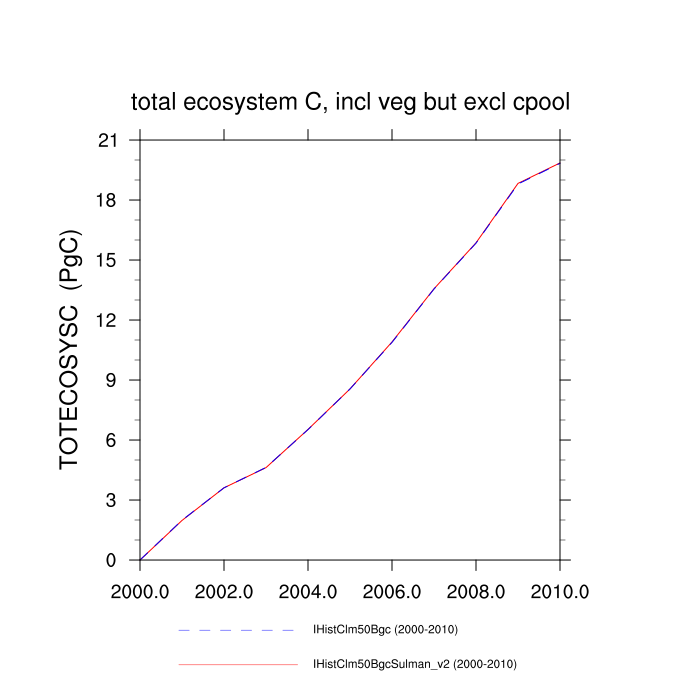 total ecosystem C, incl veg but excl cpool
TOTECOSYSC (PgC)
21
18
15
12
9
6
3
0
2000.0 2002.0 2004.0 2006.0 2008.0 2010.0
IHistClm50Bgc (2000-2010)
IHistClm50BgcSulman_v2 (2000-2010)